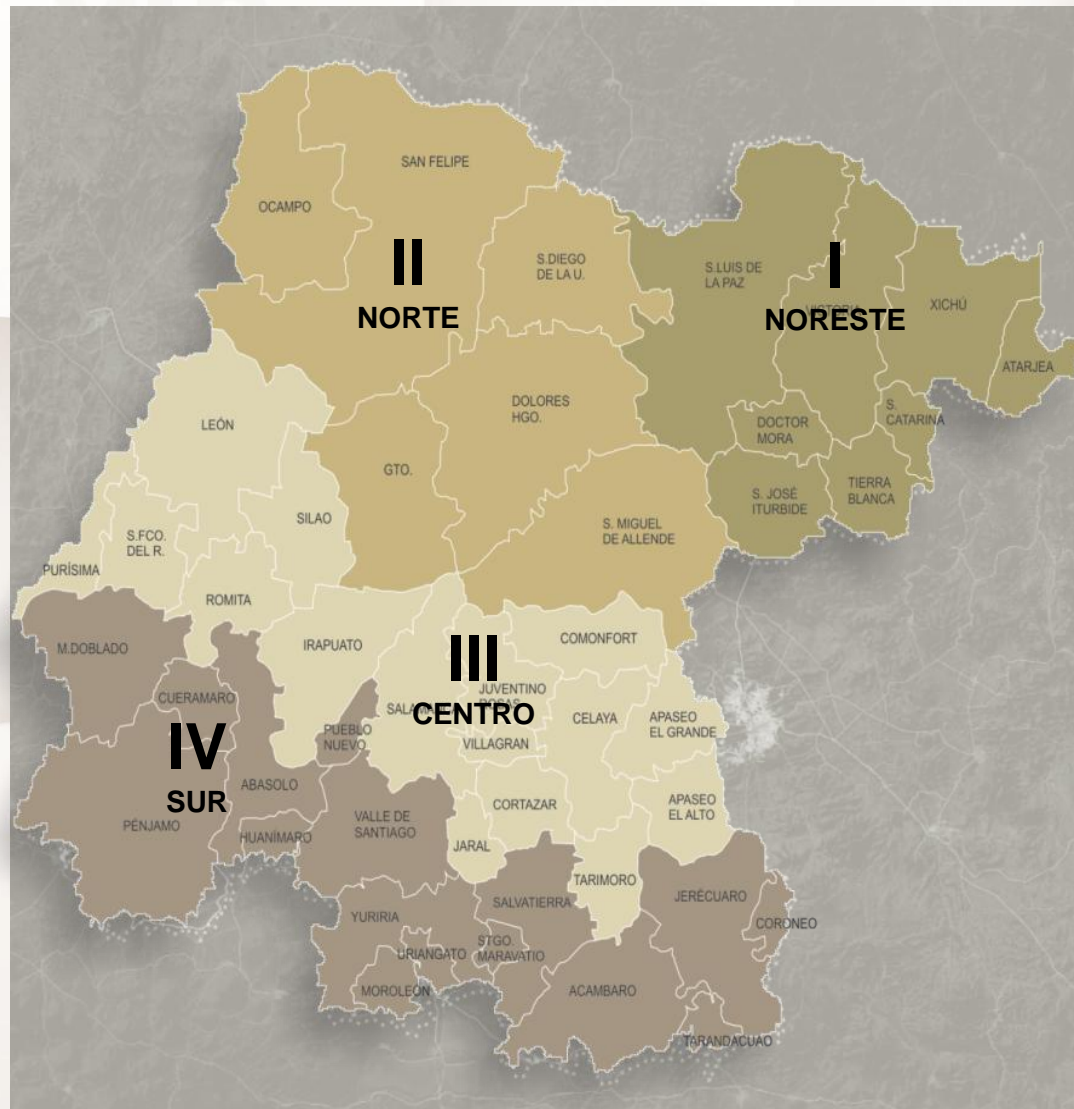 SAN FELIPE
OCAMPO
II
NORTE
S.DIEGO
DE LA U.
S.LUIS DE
LA PAZ
I
VICTORIA
NORESTE
XICHÚ
ATARJEA
DOLORES
HGO.
LEÓN
GTO.
DOCTOR
MORA
S.
CATARINA
S. JOSÉ
ITURBIDE
TIERRA
BLANCA
SILAO
S. MIGUEL
DE ALLENDE
S.FCO.
DEL R.
PURÍSIMA
ROMITA
M.DOBLADO
IRAPUATO
III
CENTRO
COMONFORT
CUERAMARO
SALAMANCA
JUVENTINO
ROSAS
CELAYA
APASEO
EL GRANDE
IV
SUR
PUEBLO
NUEVO
VILLAGRAN
ABASOLO
PÉNJAMO
HUANÍMARO
VALLE DE
SANTIAGO
CORTAZAR
APASEO
EL ALTO
JARAL
TARIMORO
SALVATIERRA
JERÉCUARO
CORONEO
YURIRIA
URIANGATO
STGO.
MARAVATIO
MOROLEÓN
ACAMBARO
TARANDACUAO